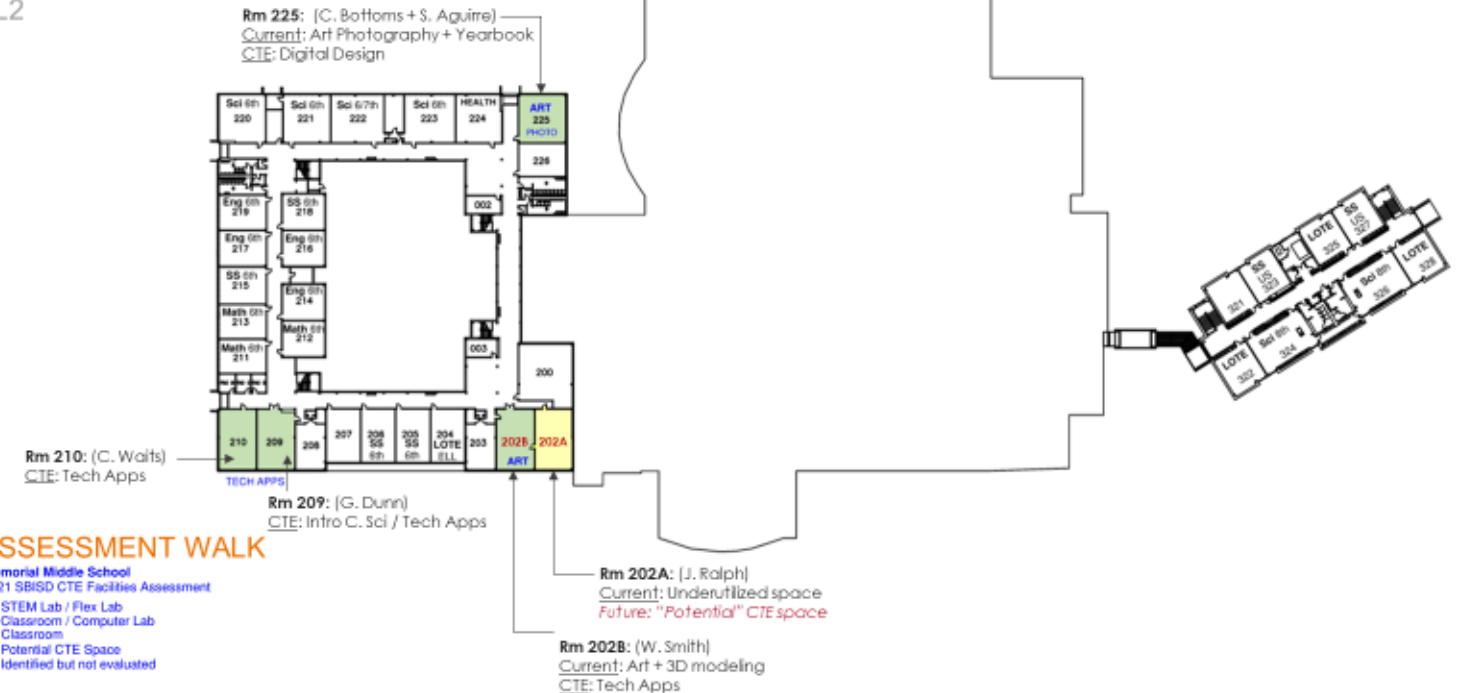 L2
Rm 225: (C. Bottoms + S. Aguirre)
Current: Art Photography + Yearbook
CTE: Digital Design
Sci 6th
220
Sci 6th
221
Sci 6/7th
222
Sci 6th
223
HEALTH
224
ART
225
PHOTO
226
Eng 6th
219
SS 6th
218
002
Eng 6th
217
Eng 6th
216
SS 6th
215
Eng 6th
214
Math 6th
213
Math 6th
212
Math 6th
211
003
200
210
209
208
207
206
SS
6th
205
SS
6th
204
LOTE
ELL
203
202B
ART
202A
TECH APPS
321
SS
US
323
LOTE
325
SS
US
327
LOTE
322
Sci 8th
324
Sci 8th
326
LOTE
328
Rm 210: (C. Waits)
CTE: Tech Apps
Rm 209: (G. Dunn)
CTE: Intro C. Sci / Tech Apps
SSESSMENT WALK
morial Middle School
21 SBISD CTE Facilities Assessment
STEM Lab / Flex Lab
Classroom / Computer Lab
Classroom
Potential CTE Space
Identified but not evaluated
Rm 202A: (J. Ralph)
Current: Underutilized space
Future: "Potential" CTE space
Rm 202B: (W. Smith)
Current: Art + 3D modeling
CTE: Tech Apps